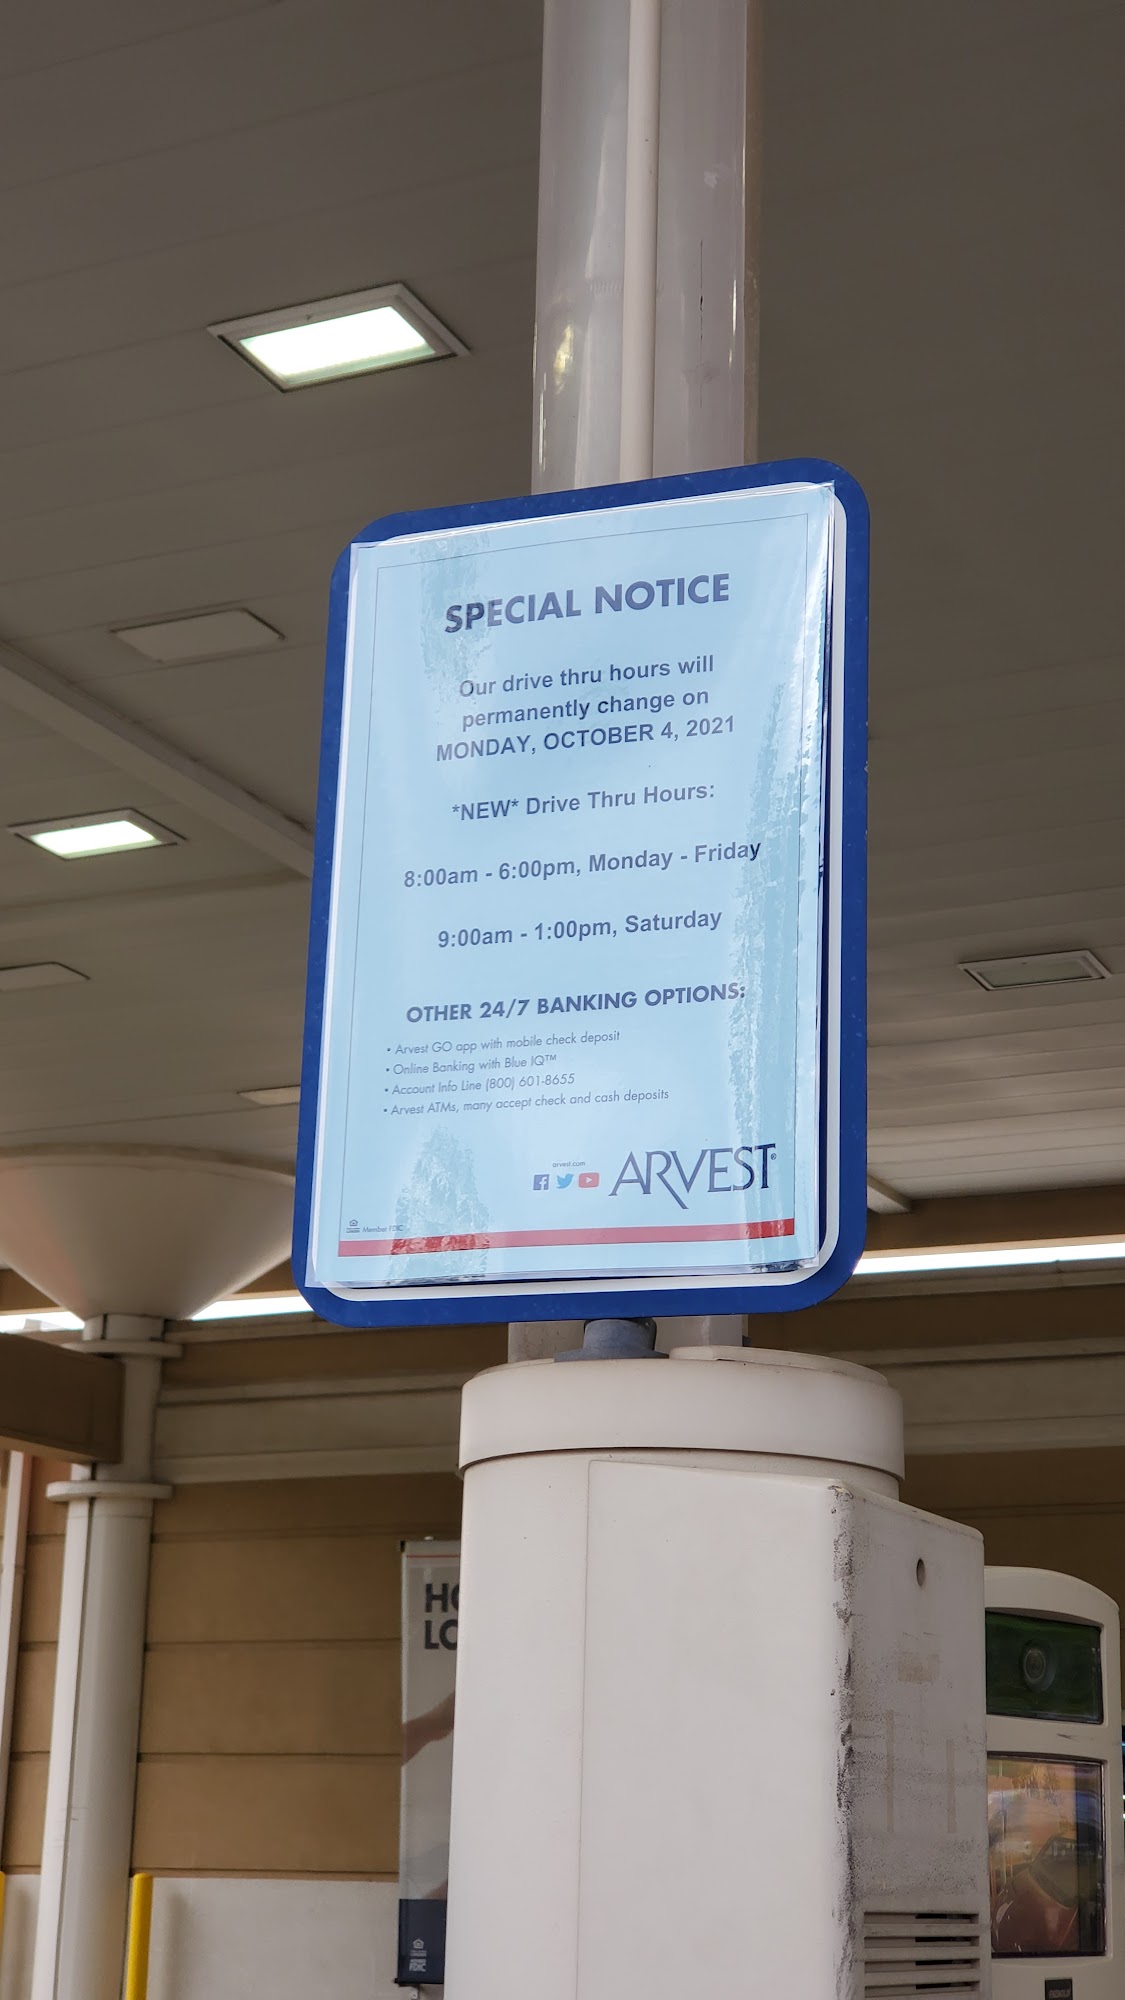 SPECIAL NOTICE
Our drive thru hours will
permanently change on
MONDAY, OCTOBER 4, 2021
*NEW* Drive Thru Hours:
8:00am - 6:00pm, Monday - Friday
9:00am - 1:00pm, Saturday
OTHER 24/7 BANKING OPTIONS:
• Arvest GO app with mobile check deposit
• Online Banking with Blue IQ™
• Account Info Line (800) 601-8655
• Arvest ATMs, many accept check and cash deposits
arvest.com
ARVEST®
Member FDIC
HO
LO